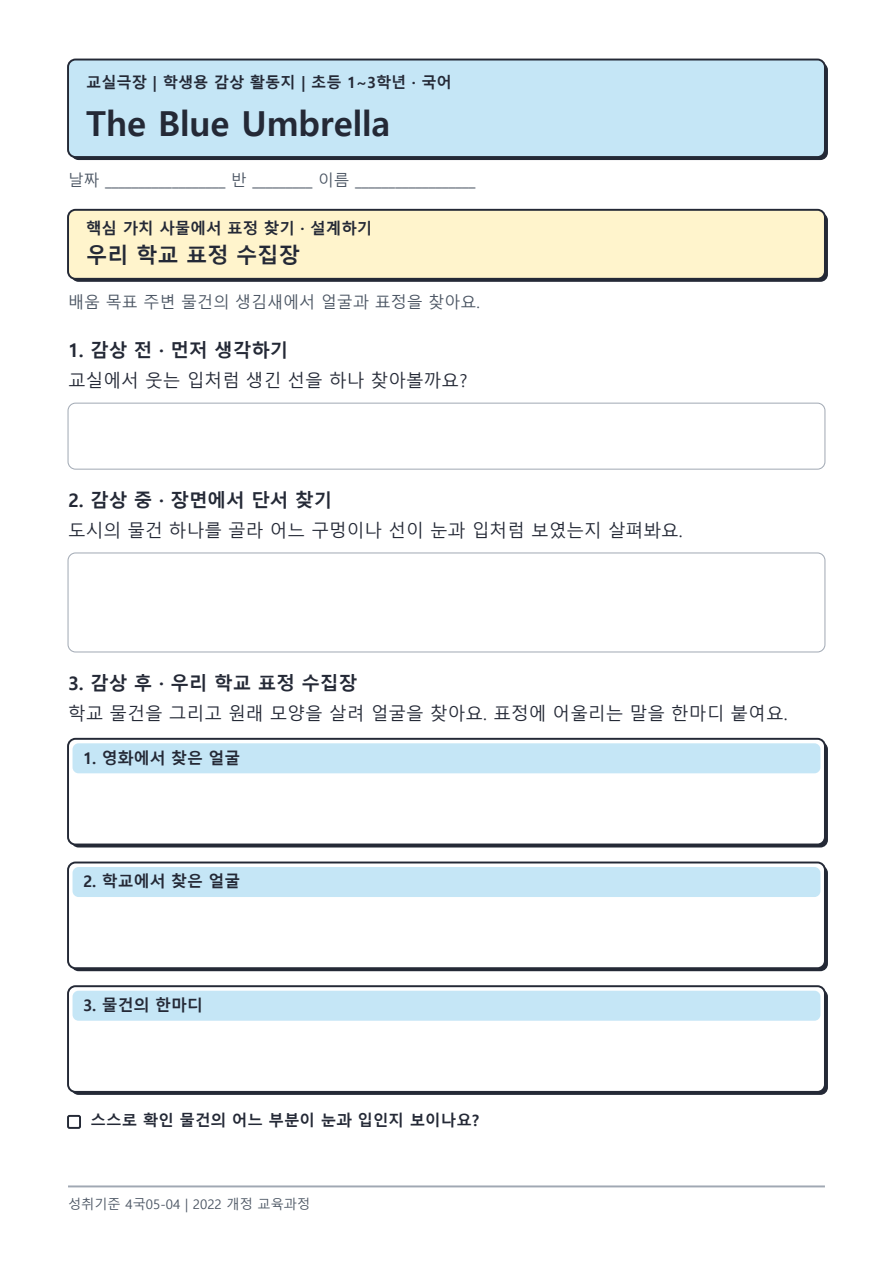 교실극장 | 학생용 감상 활동지 | 초등 1~3학년 · 국어
The Blue Umbrella
날짜 _______________ 반 _______ 이름 _______________
핵심 가치 사물에서 표정 찾기 · 설계하기
우리 학교 표정 수집장
배움 목표 주변 물건의 생김새에서 얼굴과 표정을 찾아요.
1. 감상 전 · 먼저 생각하기
교실에서 웃는 입처럼 생긴 선을 하나 찾아볼까요?
2. 감상 중 · 장면에서 단서 찾기
도시의 물건 하나를 골라 어느 구멍이나 선이 눈과 입처럼 보였는지 살펴봐요.
3. 감상 후 · 우리 학교 표정 수집장
학교 물건을 그리고 원래 모양을 살려 얼굴을 찾아요. 표정에 어울리는 말을 한마디 붙여요.
1. 영화에서 찾은 얼굴
2. 학교에서 찾은 얼굴
3. 물건의 한마디
스스로 확인 물건의 어느 부분이 눈과 입인지 보이나요?
성취기준 4국05-04 | 2022 개정 교육과정